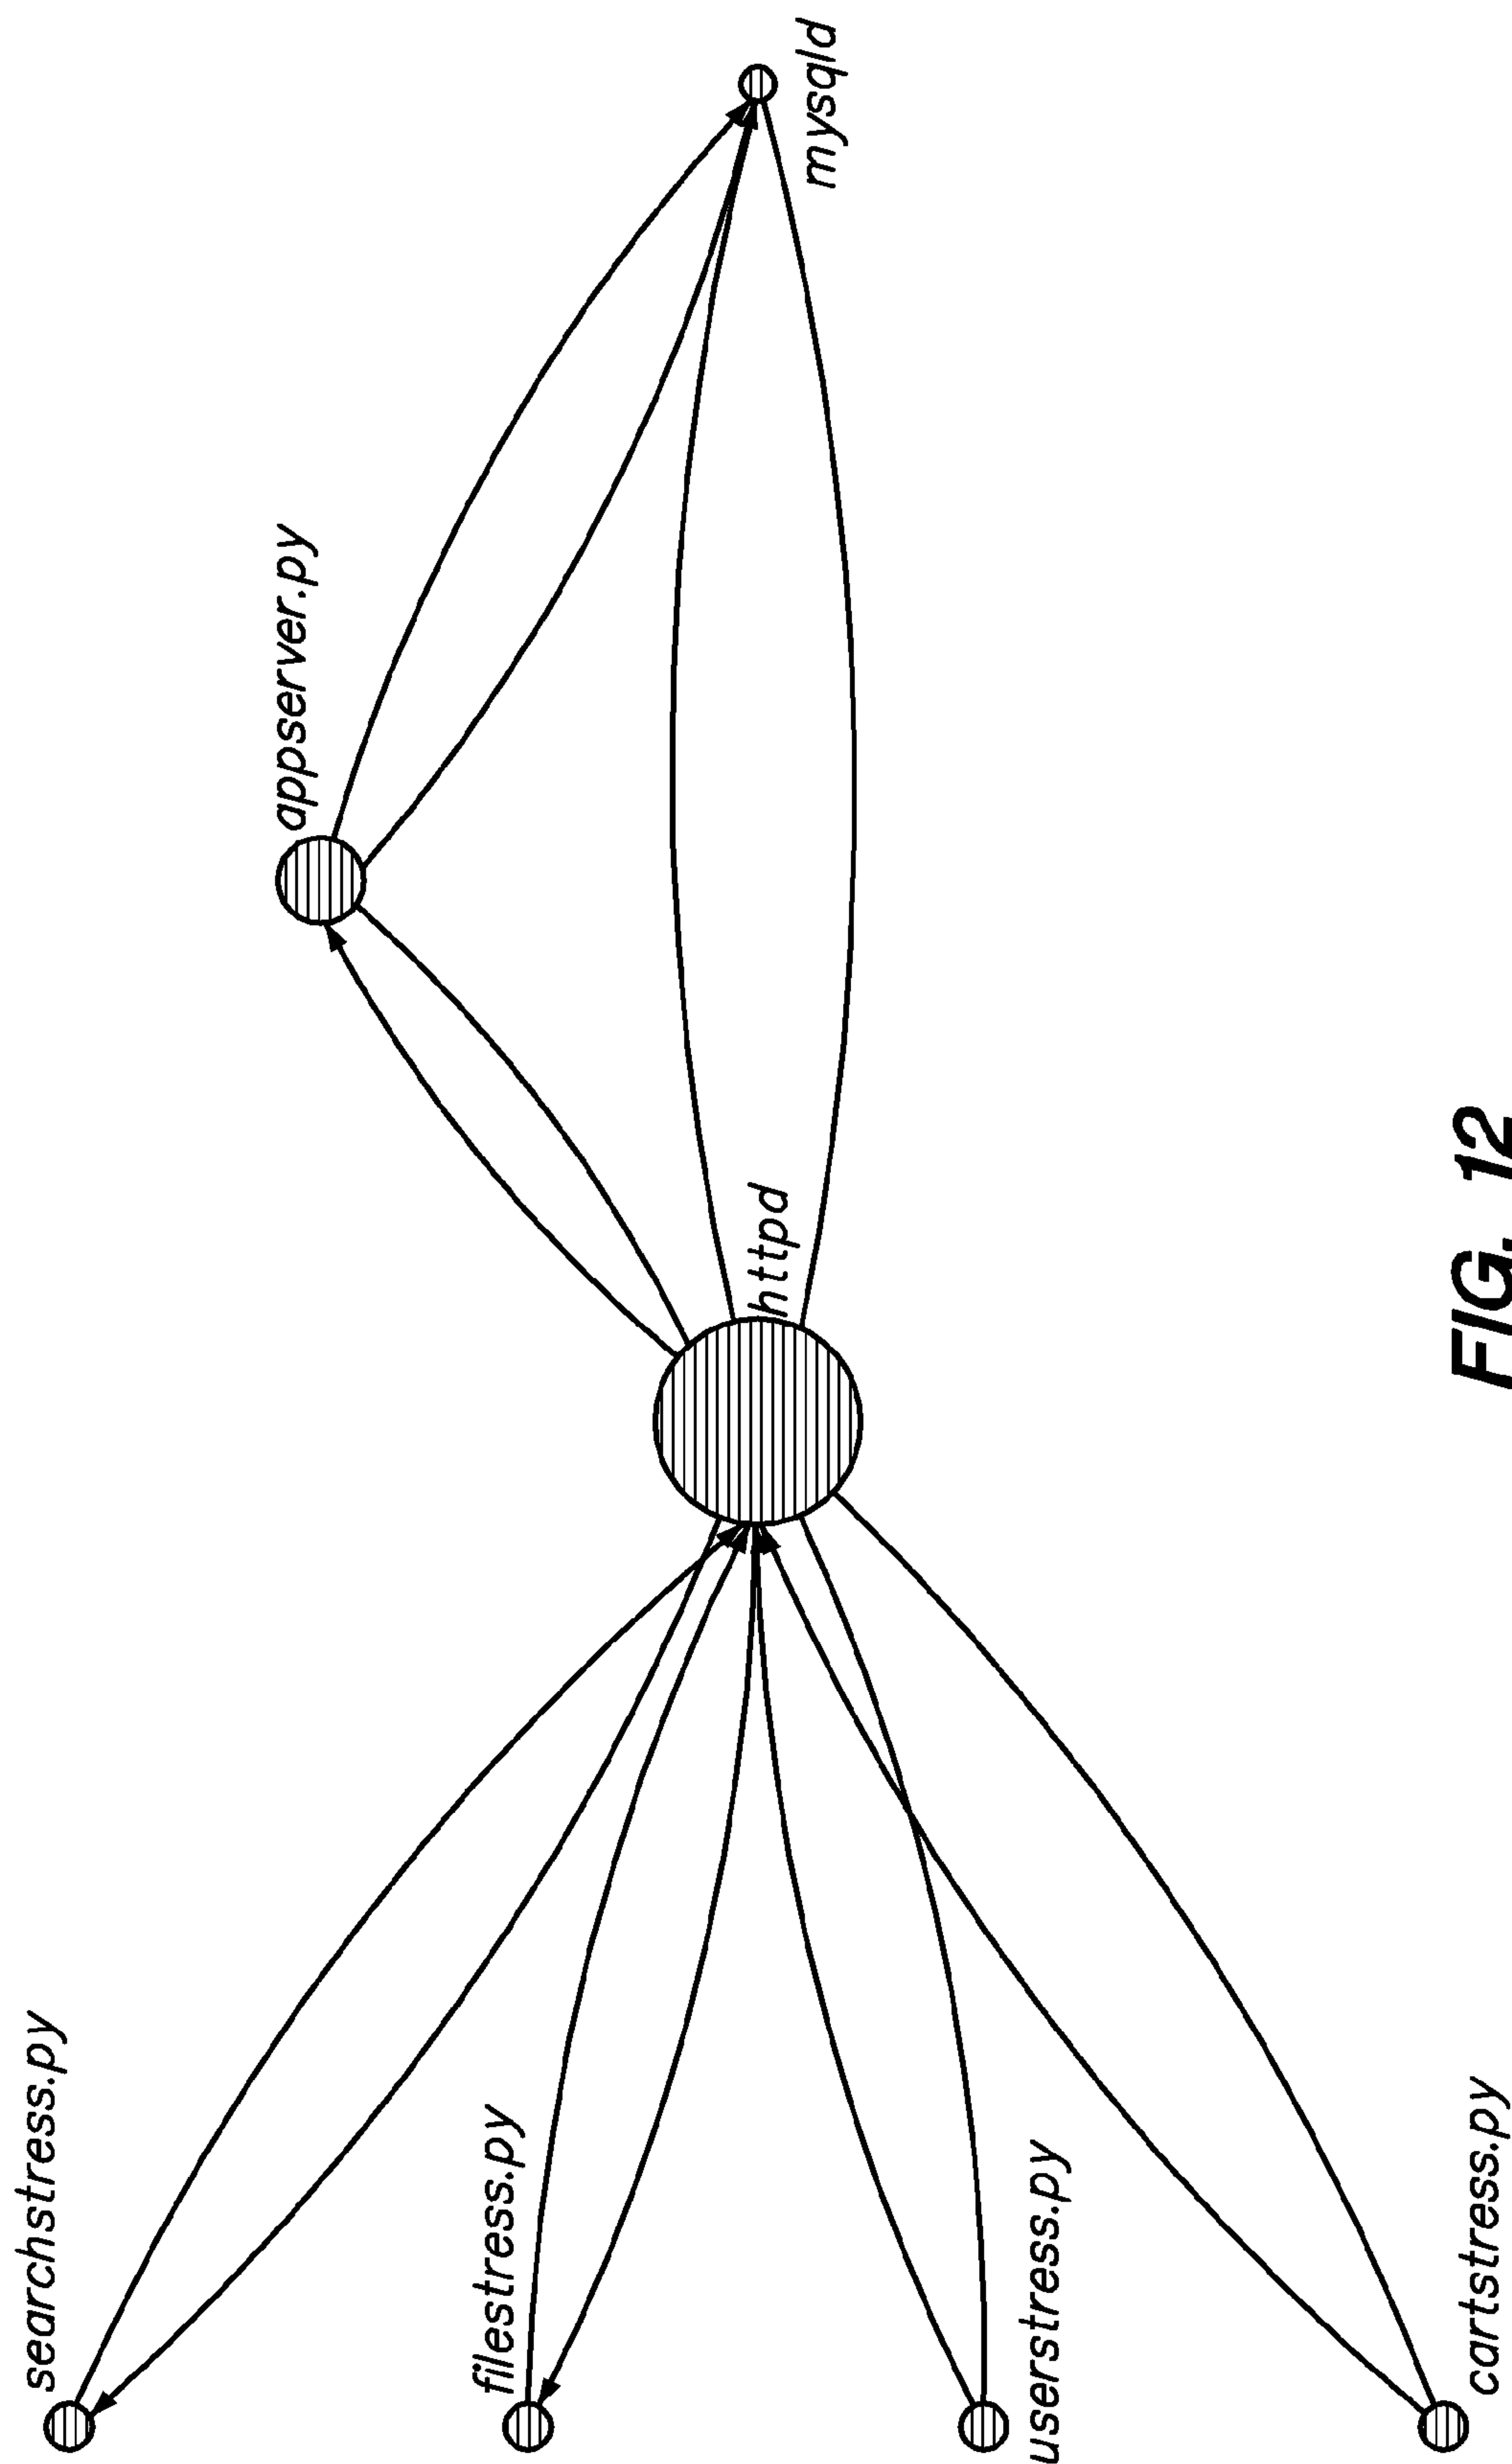 searchstress.py
filestress.py
userstress.py
cartstress.py
httpd
appserver.py
mysqld
FIG. 12